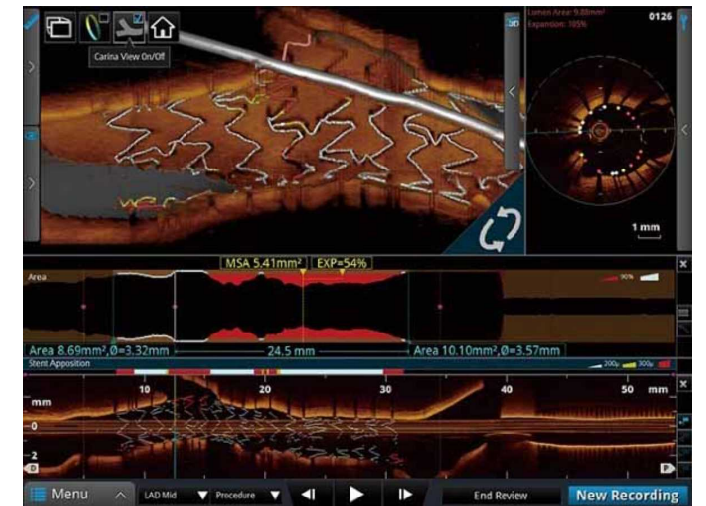 Carina View On/Off
3D
Lumen Area: 9.88mm²
Expansion: 105%
0126
1 mm
MSA 5.41mm² EXP=54%
Area
90%
Area 8.69mm²,Ø=3.32mm
24.5 mm
Area 10.10mm²,Ø=3.57mm
Stent Apposition
200µ
300µ
10 20 30 40 50 mm
mm
0
2
D
P
Menu
LAD Mid
Procedure
End Review
New Recording